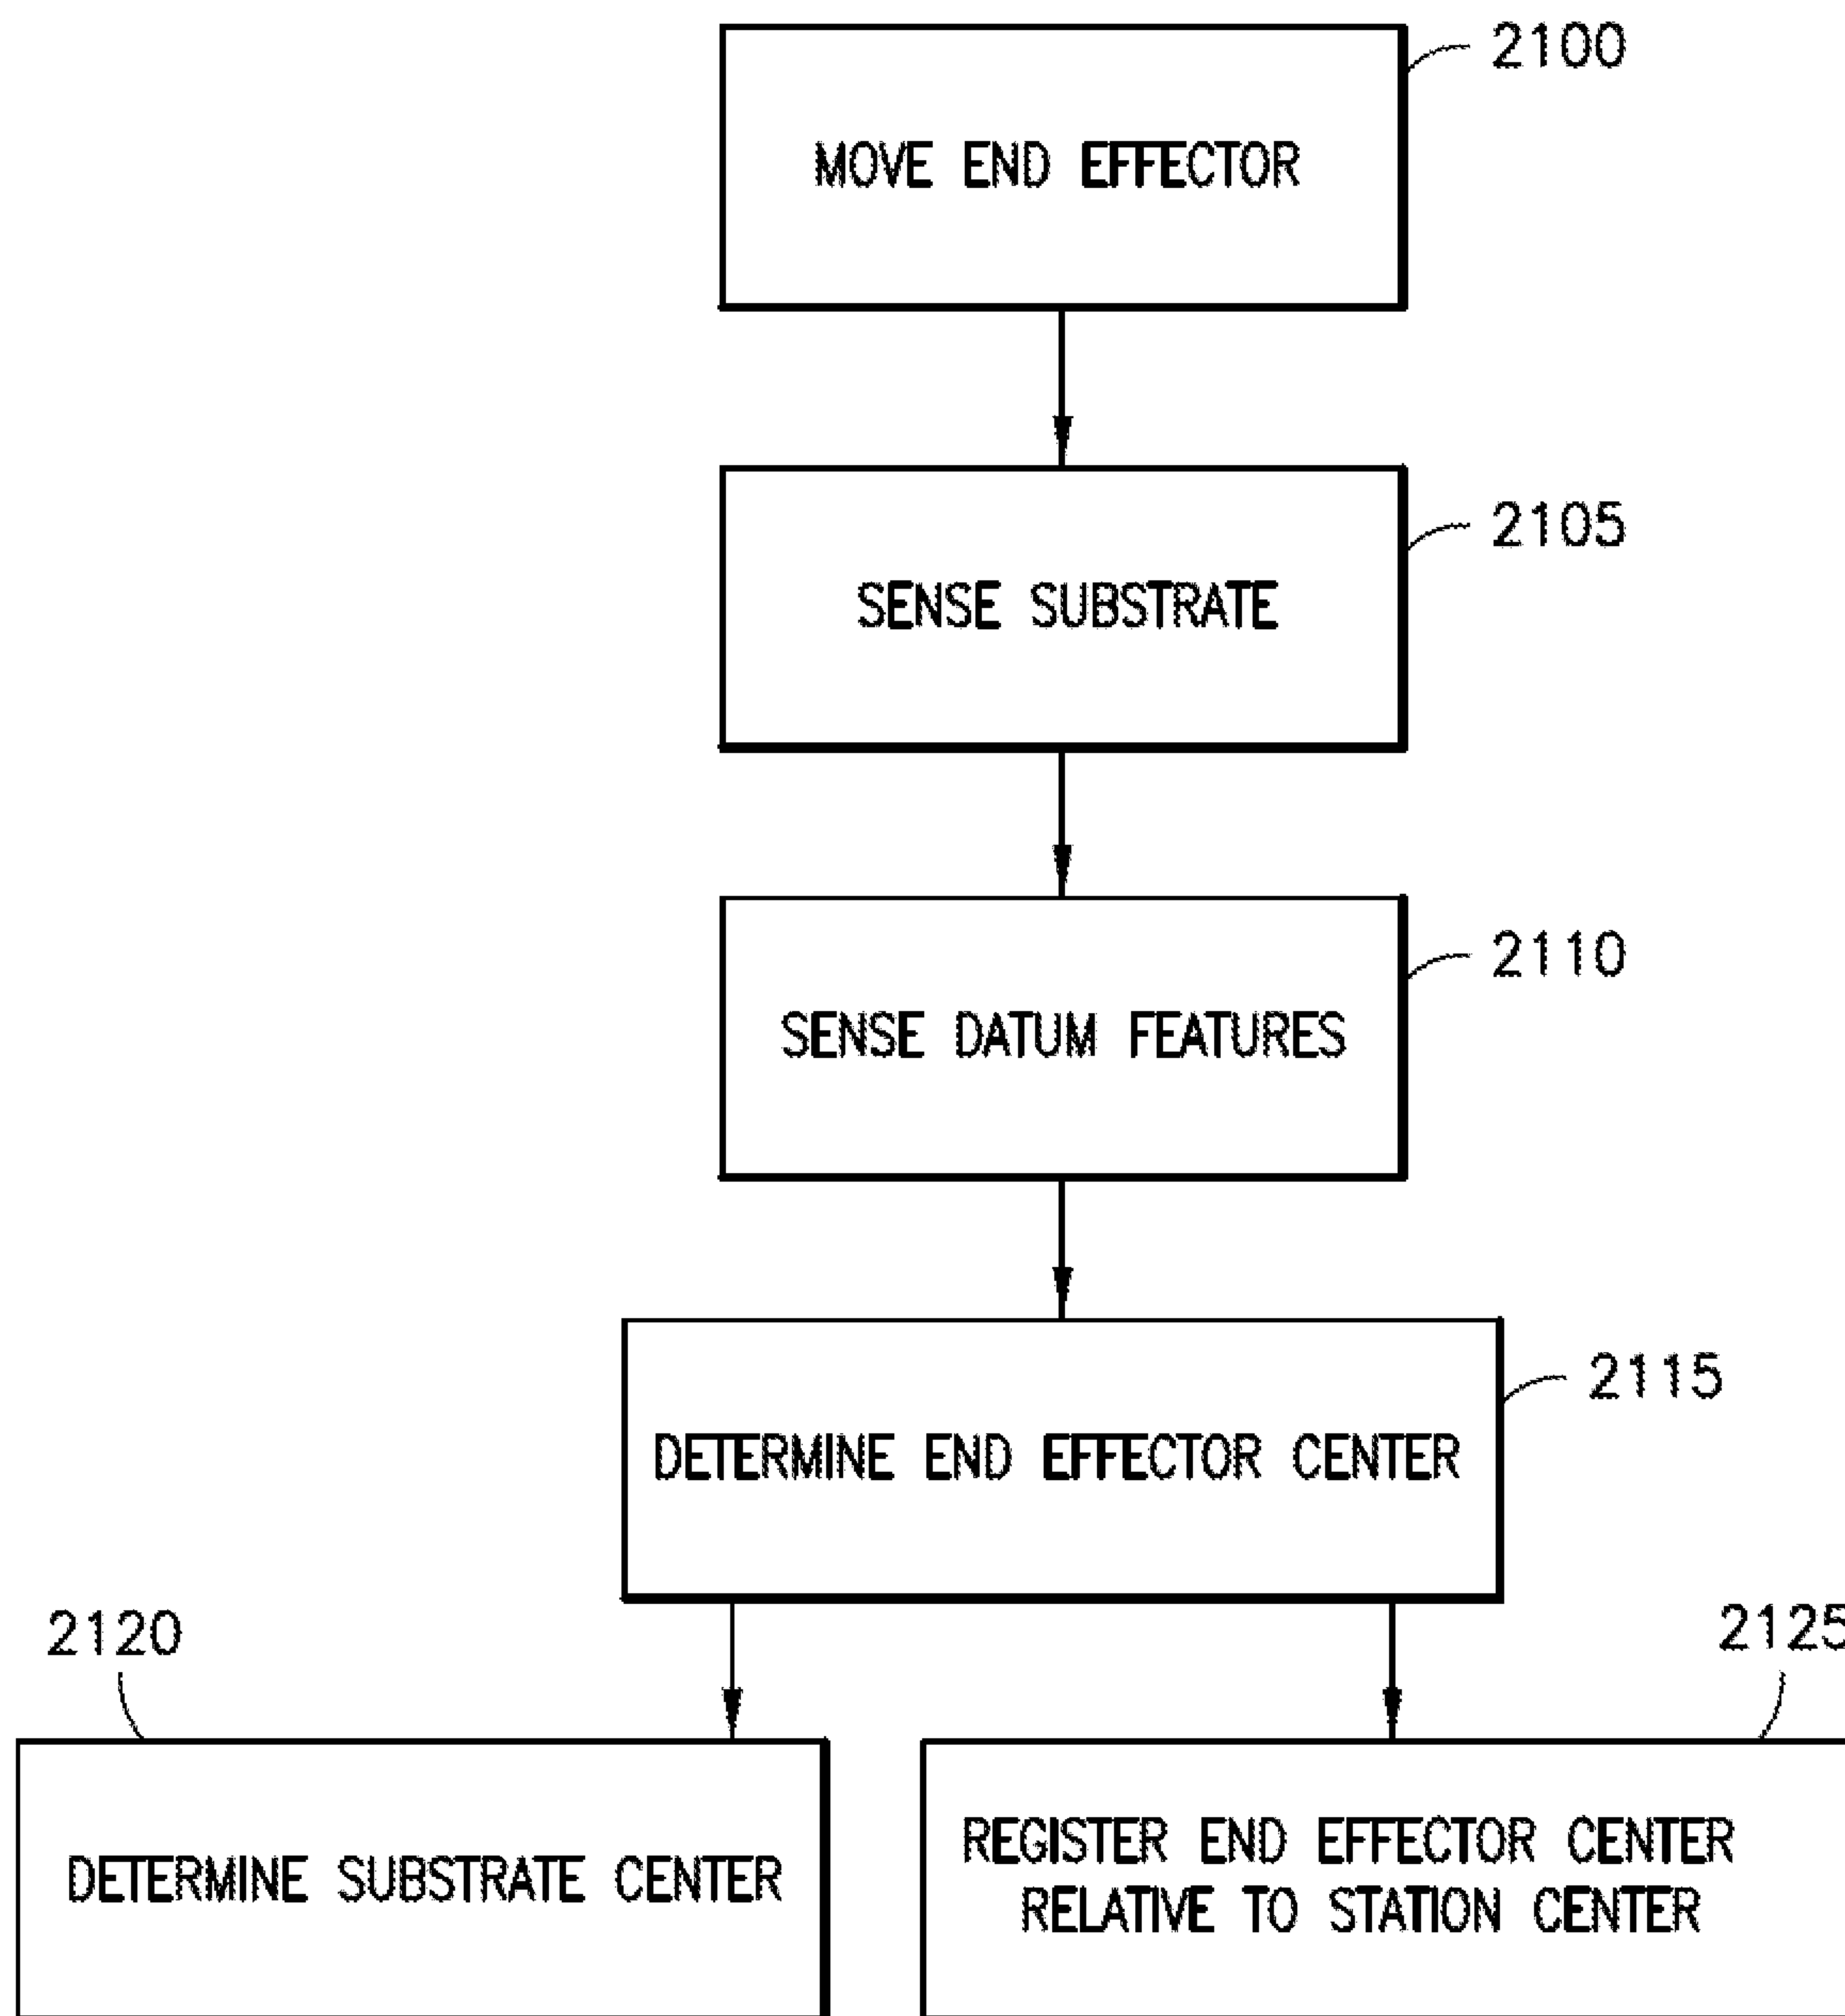 2100
MOVE END EFFECTOR
2105
SENSE SUBSTRATE
2110
SENSE DATUM FEATURES
2115
DETERMINE END EFFECTOR CENTER
2120
DETERMINE SUBSTRATE CENTER
2125
REGISTER END EFFECTOR CENTER
RELATIVE TO STATION CENTER